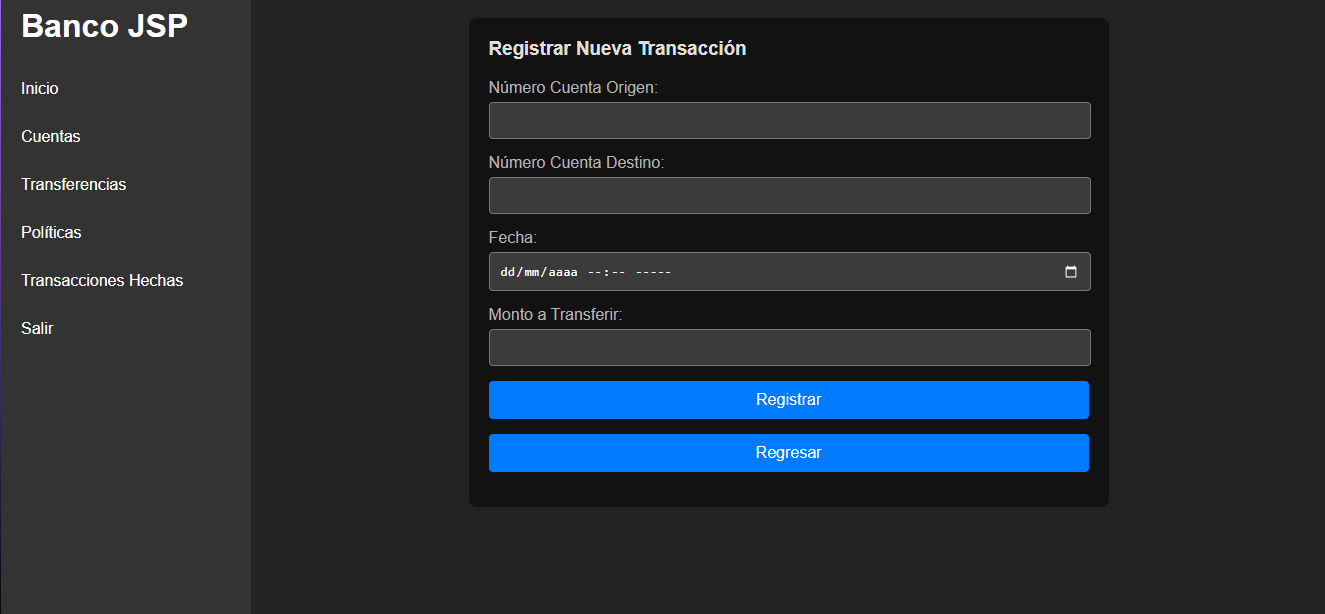 Banco JSP
Inicio
Cuentas
Transferencias
Políticas
Transacciones Hechas
Salir
Registrar Nueva Transacción
Número Cuenta Origen:
Número Cuenta Destino:
Fecha:
dd/mm/aaaa --:-- -----
Monto a Transferir:
Registrar
Regresar